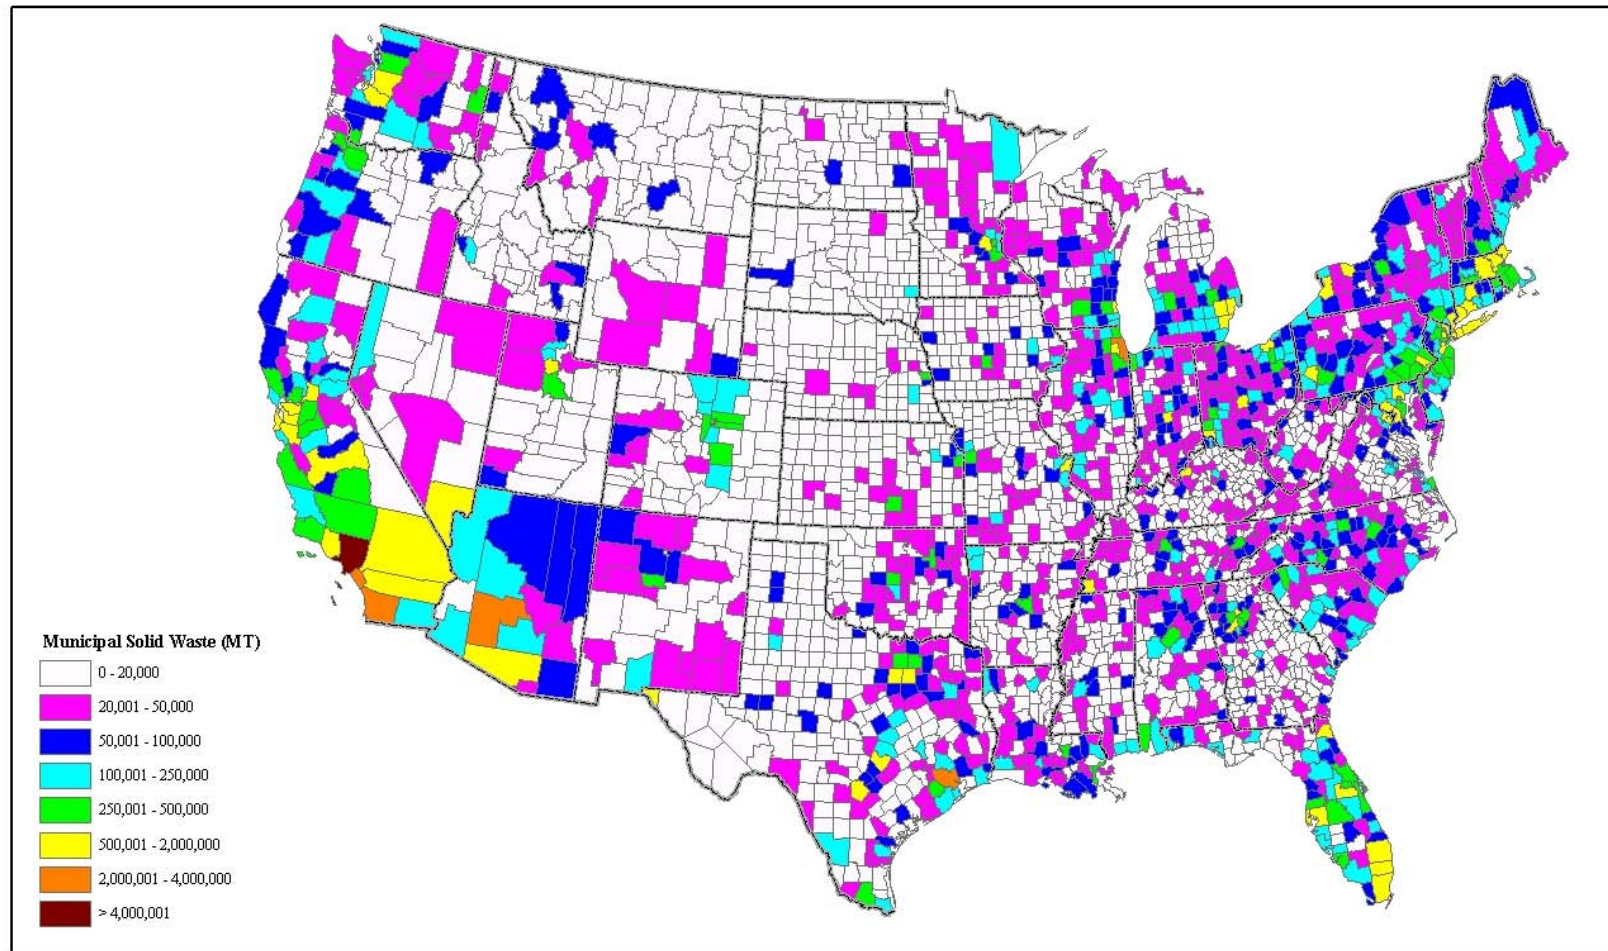 Municipal Solid Waste (MT)
0 - 20,000
20,001 - 50,000
50,001 - 100,000
100,001 - 250,000
250,001 - 500,000
500,001 - 2,000,000
2,000,001 - 4,000,000
> 4,000,001